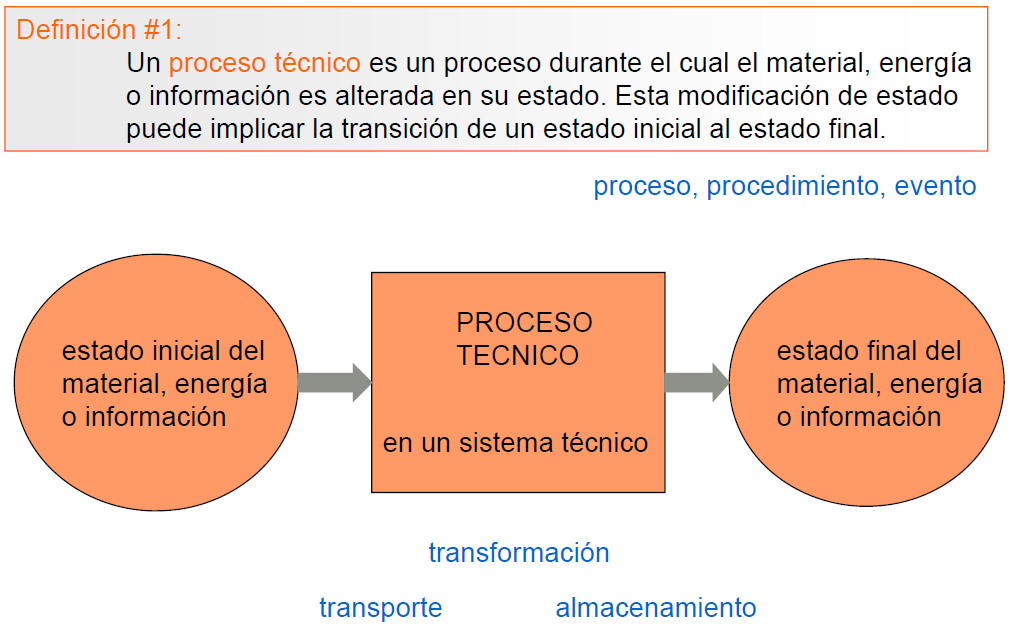 Definición #1:
Un proceso técnico es un proceso durante el cual el material, energía
o información es alterada en su estado. Esta modificación de estado
puede implicar la transición de un estado inicial al estado final.
proceso, procedimiento, evento
estado inicial del
material, energía
o información
PROCESO
TECNICO
en un sistema técnico
estado final del
material, energía
o información
transformación
transporte
almacenamiento